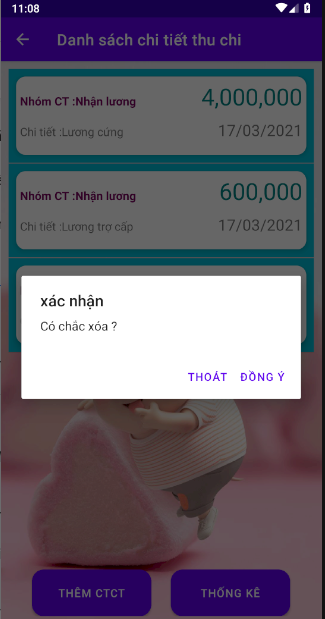 11:08
Danh sách chi tiết thu chi
Nhóm CT :Nhận lương
4,000,000
Chi tiết :Lương cứng
17/03/2021
Nhóm CT :Nhận lương
600,000
Chi tiết :Lương trợ cấp
17/03/2021
xác nhận
Có chắc xóa ?
THOÁT ĐỒNG Ý
THÊM CTCT
THỐNG KÊ